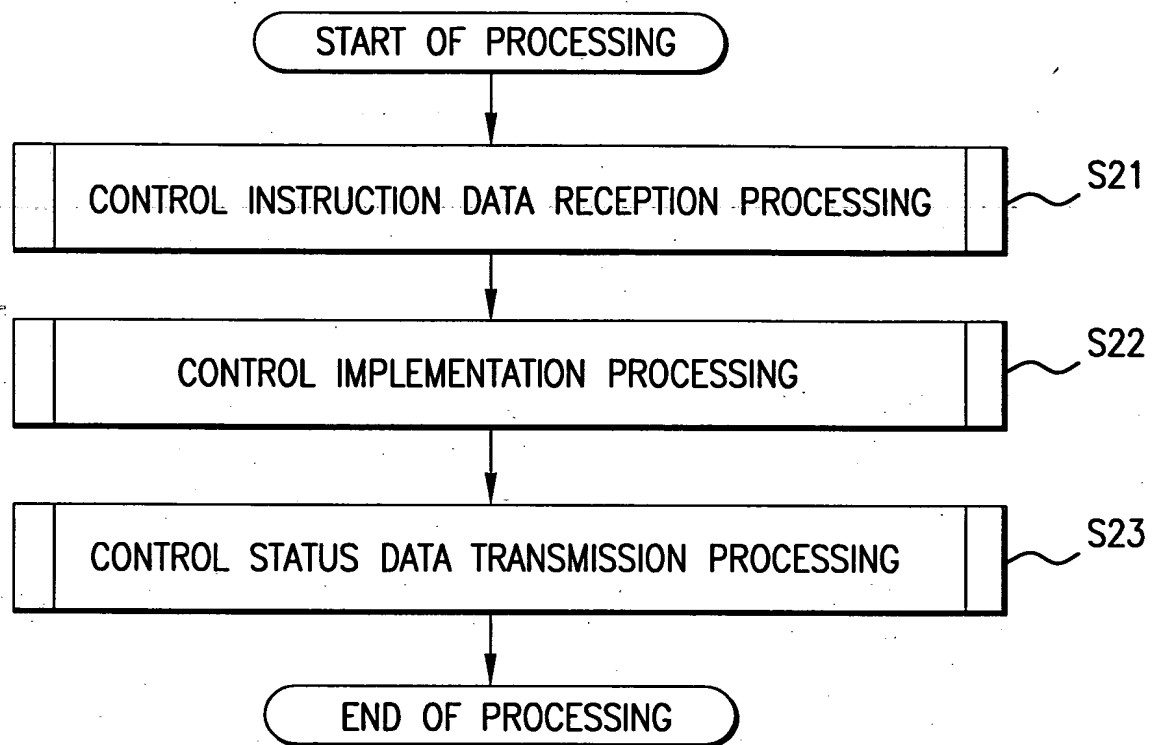 START OF PROCESSING
CONTROL INSTRUCTION DATA RECEPTION PROCESSING
S21
CONTROL IMPLEMENTATION PROCESSING
S22
CONTROL STATUS DATA TRANSMISSION PROCESSING
S23
END OF PROCESSING